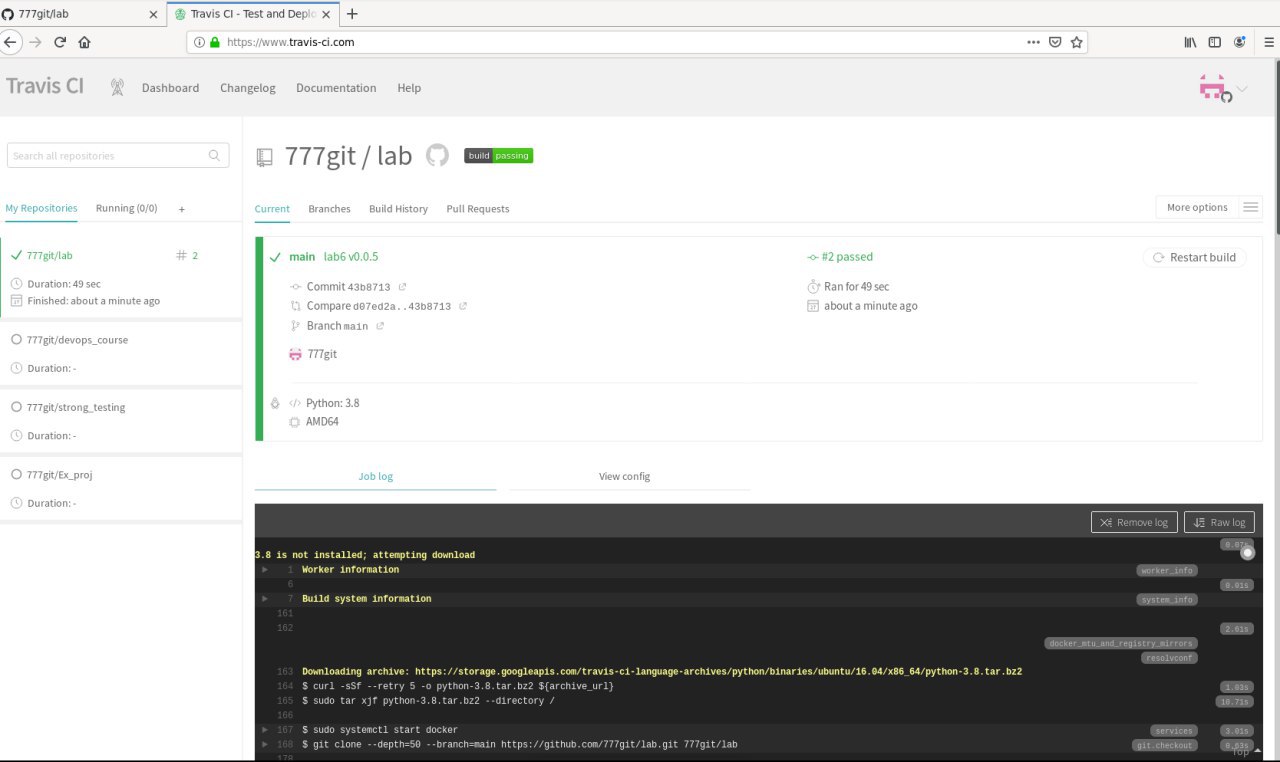 777git/lab
Travis CI - Test and Deplo
https://www.travis-ci.com
Travis CI
Dashboard
Changelog
Documentation
Help
Search all repositories
My Repositories
Running (0/0)
+
777git/lab
# 2
Duration: 49 sec
Finished: about a minute ago
777git/devops_course
Duration: -
777git/strong_testing
Duration: -
777git/Ex_proj
Duration: -
777git / lab
build passing
Current
Branches
Build History
Pull Requests
More options
main lab6 v0.0.5
Commit 43b8713
Compare d07ed2a..43b8713
Branch main
777git
Python: 3.8
AMD64
#2 passed
Ran for 49 sec
about a minute ago
Restart build
Job log
View config
Remove log
Raw log
3.8 is not installed; attempting download 0.07s
1 Worker information worker_info
6 0.01s
7 Build system information system_info
161
162 2.61s
docker_mtu_and_registry_mirrors
resolvconf
163 Downloading archive: https://storage.googleapis.com/travis-ci-language-archives/python/binaries/ubuntu/16.04/x86_64/python-3.8.tar.bz2
164 $ curl -sSf --retry 5 -o python-3.8.tar.bz2 ${archive_url} 1.03s
165 $ sudo tar xjf python-3.8.tar.bz2 --directory / 10.71s
166
167 $ sudo systemctl start docker services 3.01s
168 $ git clone --depth=50 --branch=main https://github.com/777git/lab.git 777git/lab git.checkout
Top
178